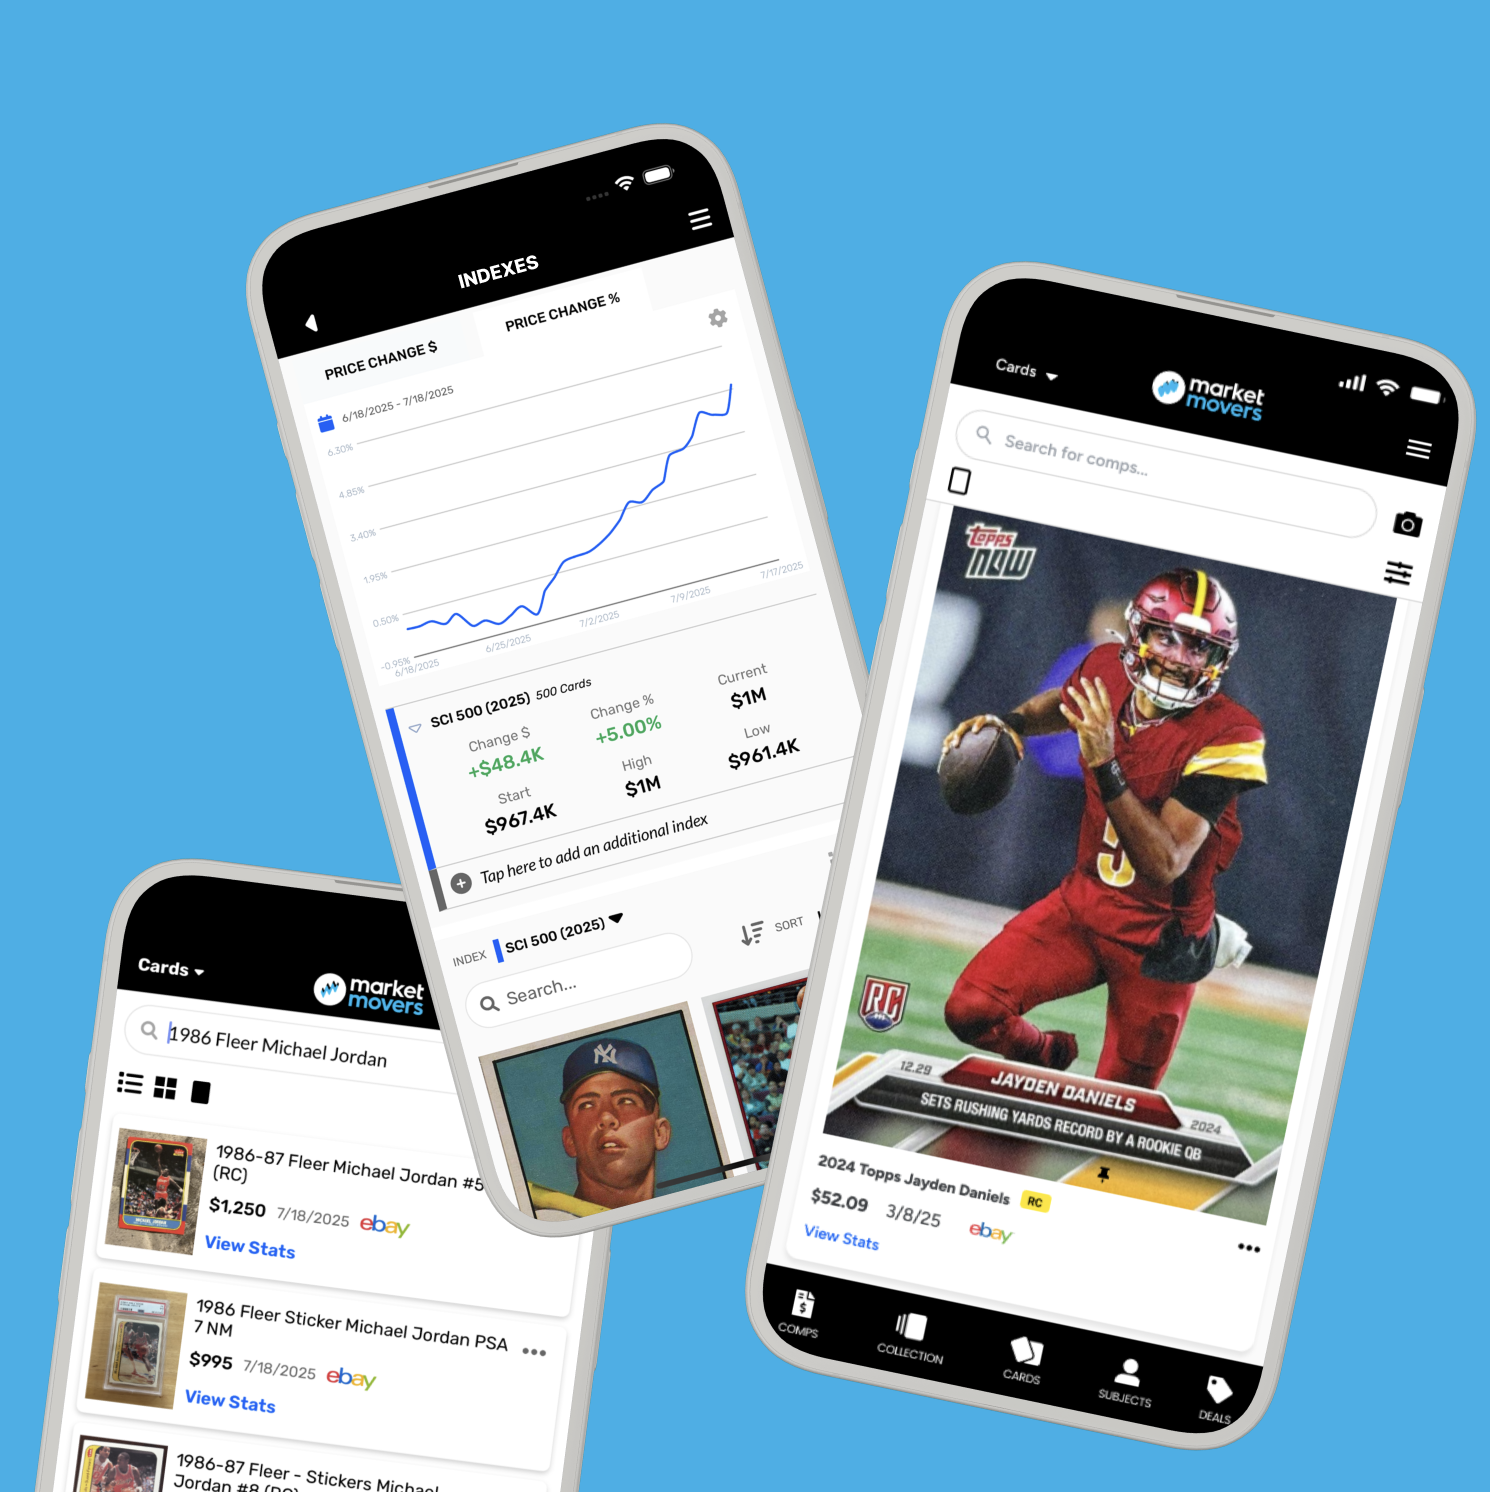 INDEXES
PRICE CHANGE $
PRICE CHANGE %
6/18/2025 - 7/18/2025
6.30%
4.85%
3.40%
1.95%
0.50%
-0.95%
6/18/2025
6/25/2025
7/2/2025
7/9/2025
7/17/2025
SCI 500 (2025) 500 Cards
Change $
+$48.4K
Change %
+5.00%
Current
$1M
Start
$967.4K
High
$1M
Low
$961.4K
Tap here to add an additional index
INDEX SCI 500 (2025)
SORT
Search...
NY
Cards
market
movers
Search for comps...
Topps
NOW
5
RC
12.29
JAYDEN DANIELS
2024
SETS RUSHING YARDS RECORD BY A ROOKIE QB
2024 Topps Jayden Daniels RC
$52.09 3/8/25 ebay
View Stats
COMPS
COLLECTION
CARDS
SUBJECTS
DEALS
Cards
market
movers
1986 Fleer Michael Jordan
1986-87 Fleer Michael Jordan #5
(RC)
$1,250 7/18/2025 ebay
View Stats
1986 Fleer Sticker Michael Jordan PSA
7 NM
$995 7/18/2025 ebay
View Stats
1986-87 Fleer - Stickers Michael
Jordan #8 (RC)